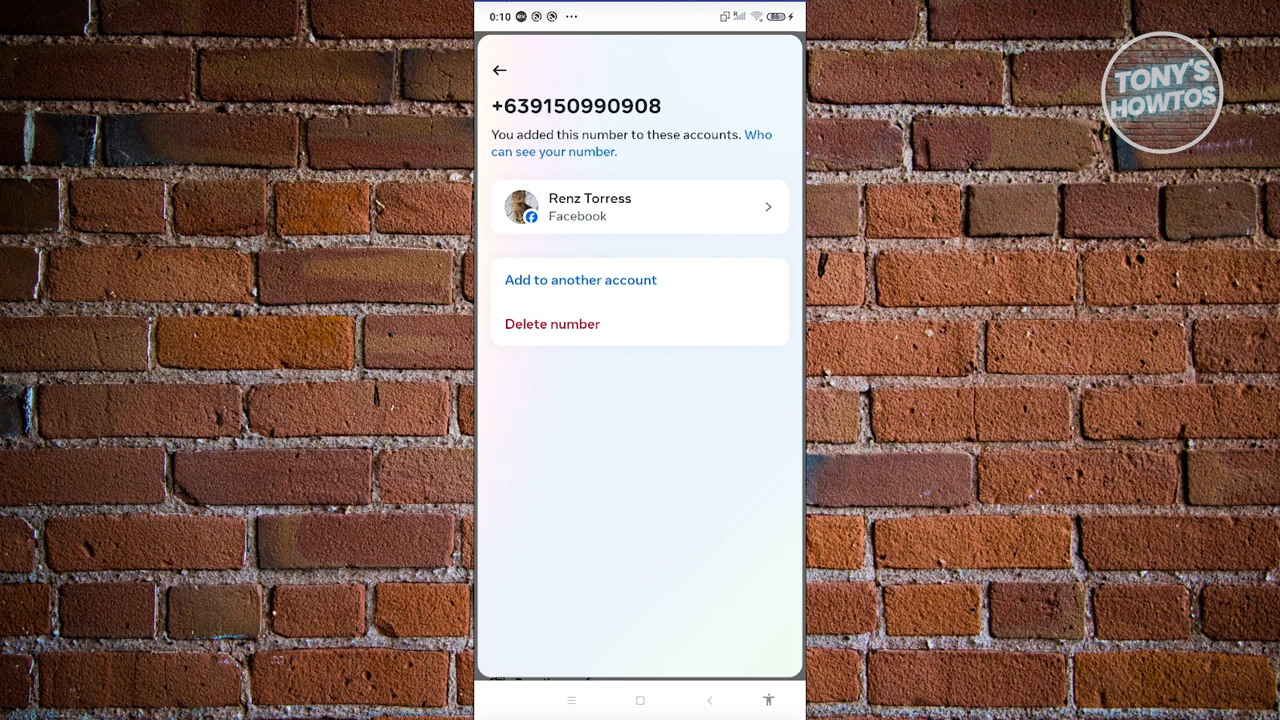 0:10
86
TONY'S
HOWTOS
+639150990908
You added this number to these accounts. Who
can see your number.
Renz Torress
Facebook
Add to another account
Delete number